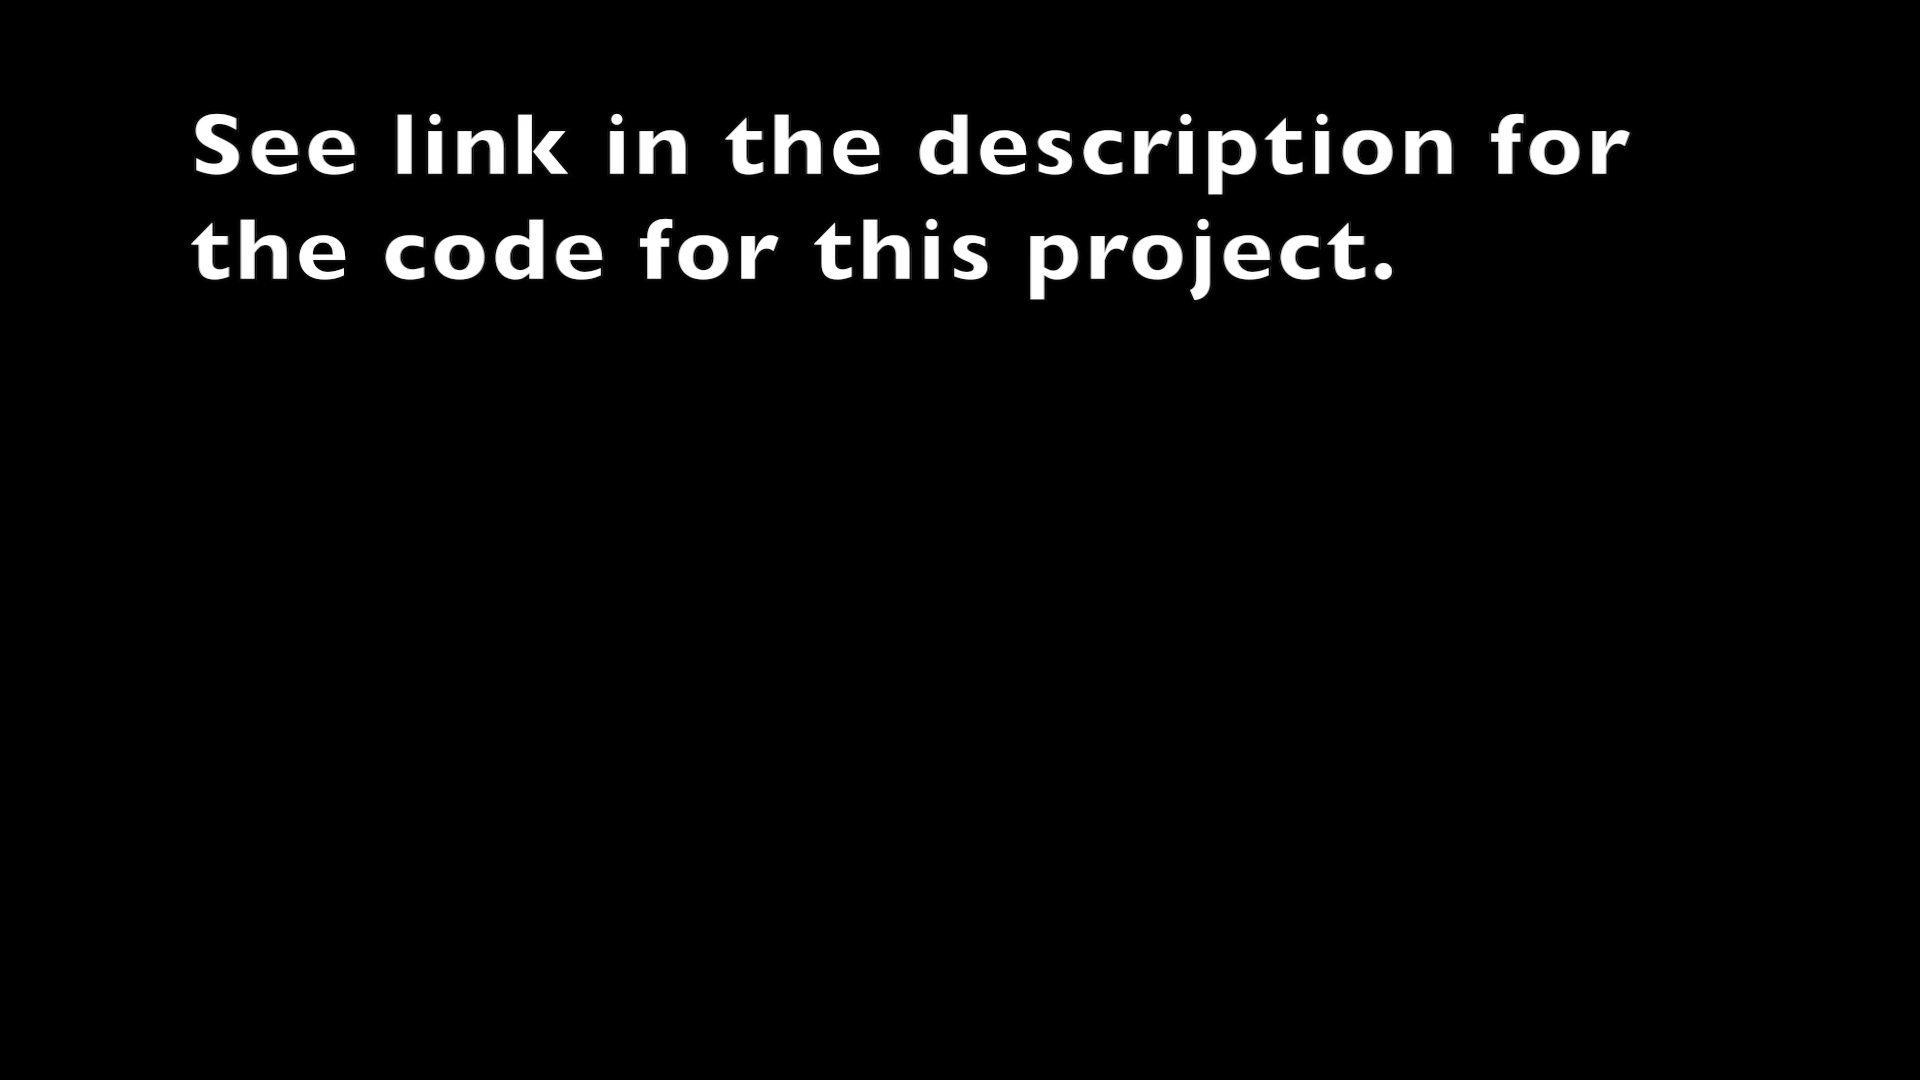 See link in the description for
the code for this project.